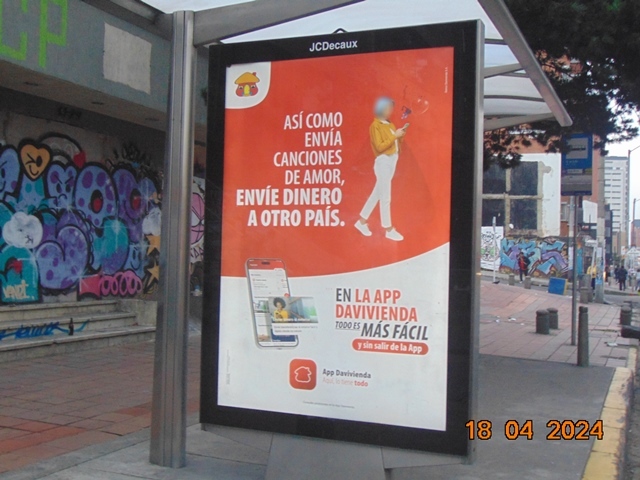 JCDecaux
ASÍ COMO
ENVÍA
CANCIONES
DE AMOR,
ENVÍE DINERO
A OTRO PAÍS.
EN LA APP
DAVIVIENDA
TODO ES MÁS FÁCIL
y sin salir de la App
App Davivienda
Aquí, lo tiene todo
18 04 2024